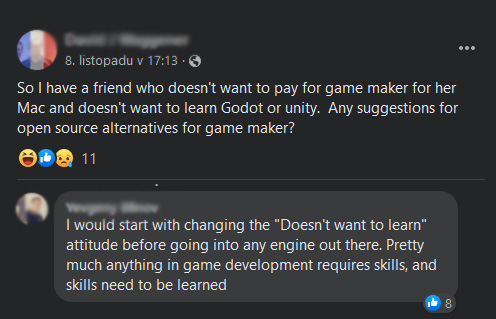 8. listopadu v 17:13 ·
So I have a friend who doesn't want to pay for game maker for her
Mac and doesn't want to learn Godot or unity.  Any suggestions for
open source alternatives for game maker?
11
I would start with changing the "Doesn't want to learn"
attitude before going into any engine out there. Pretty
much anything in game development requires skills, and
skills need to be learned
8